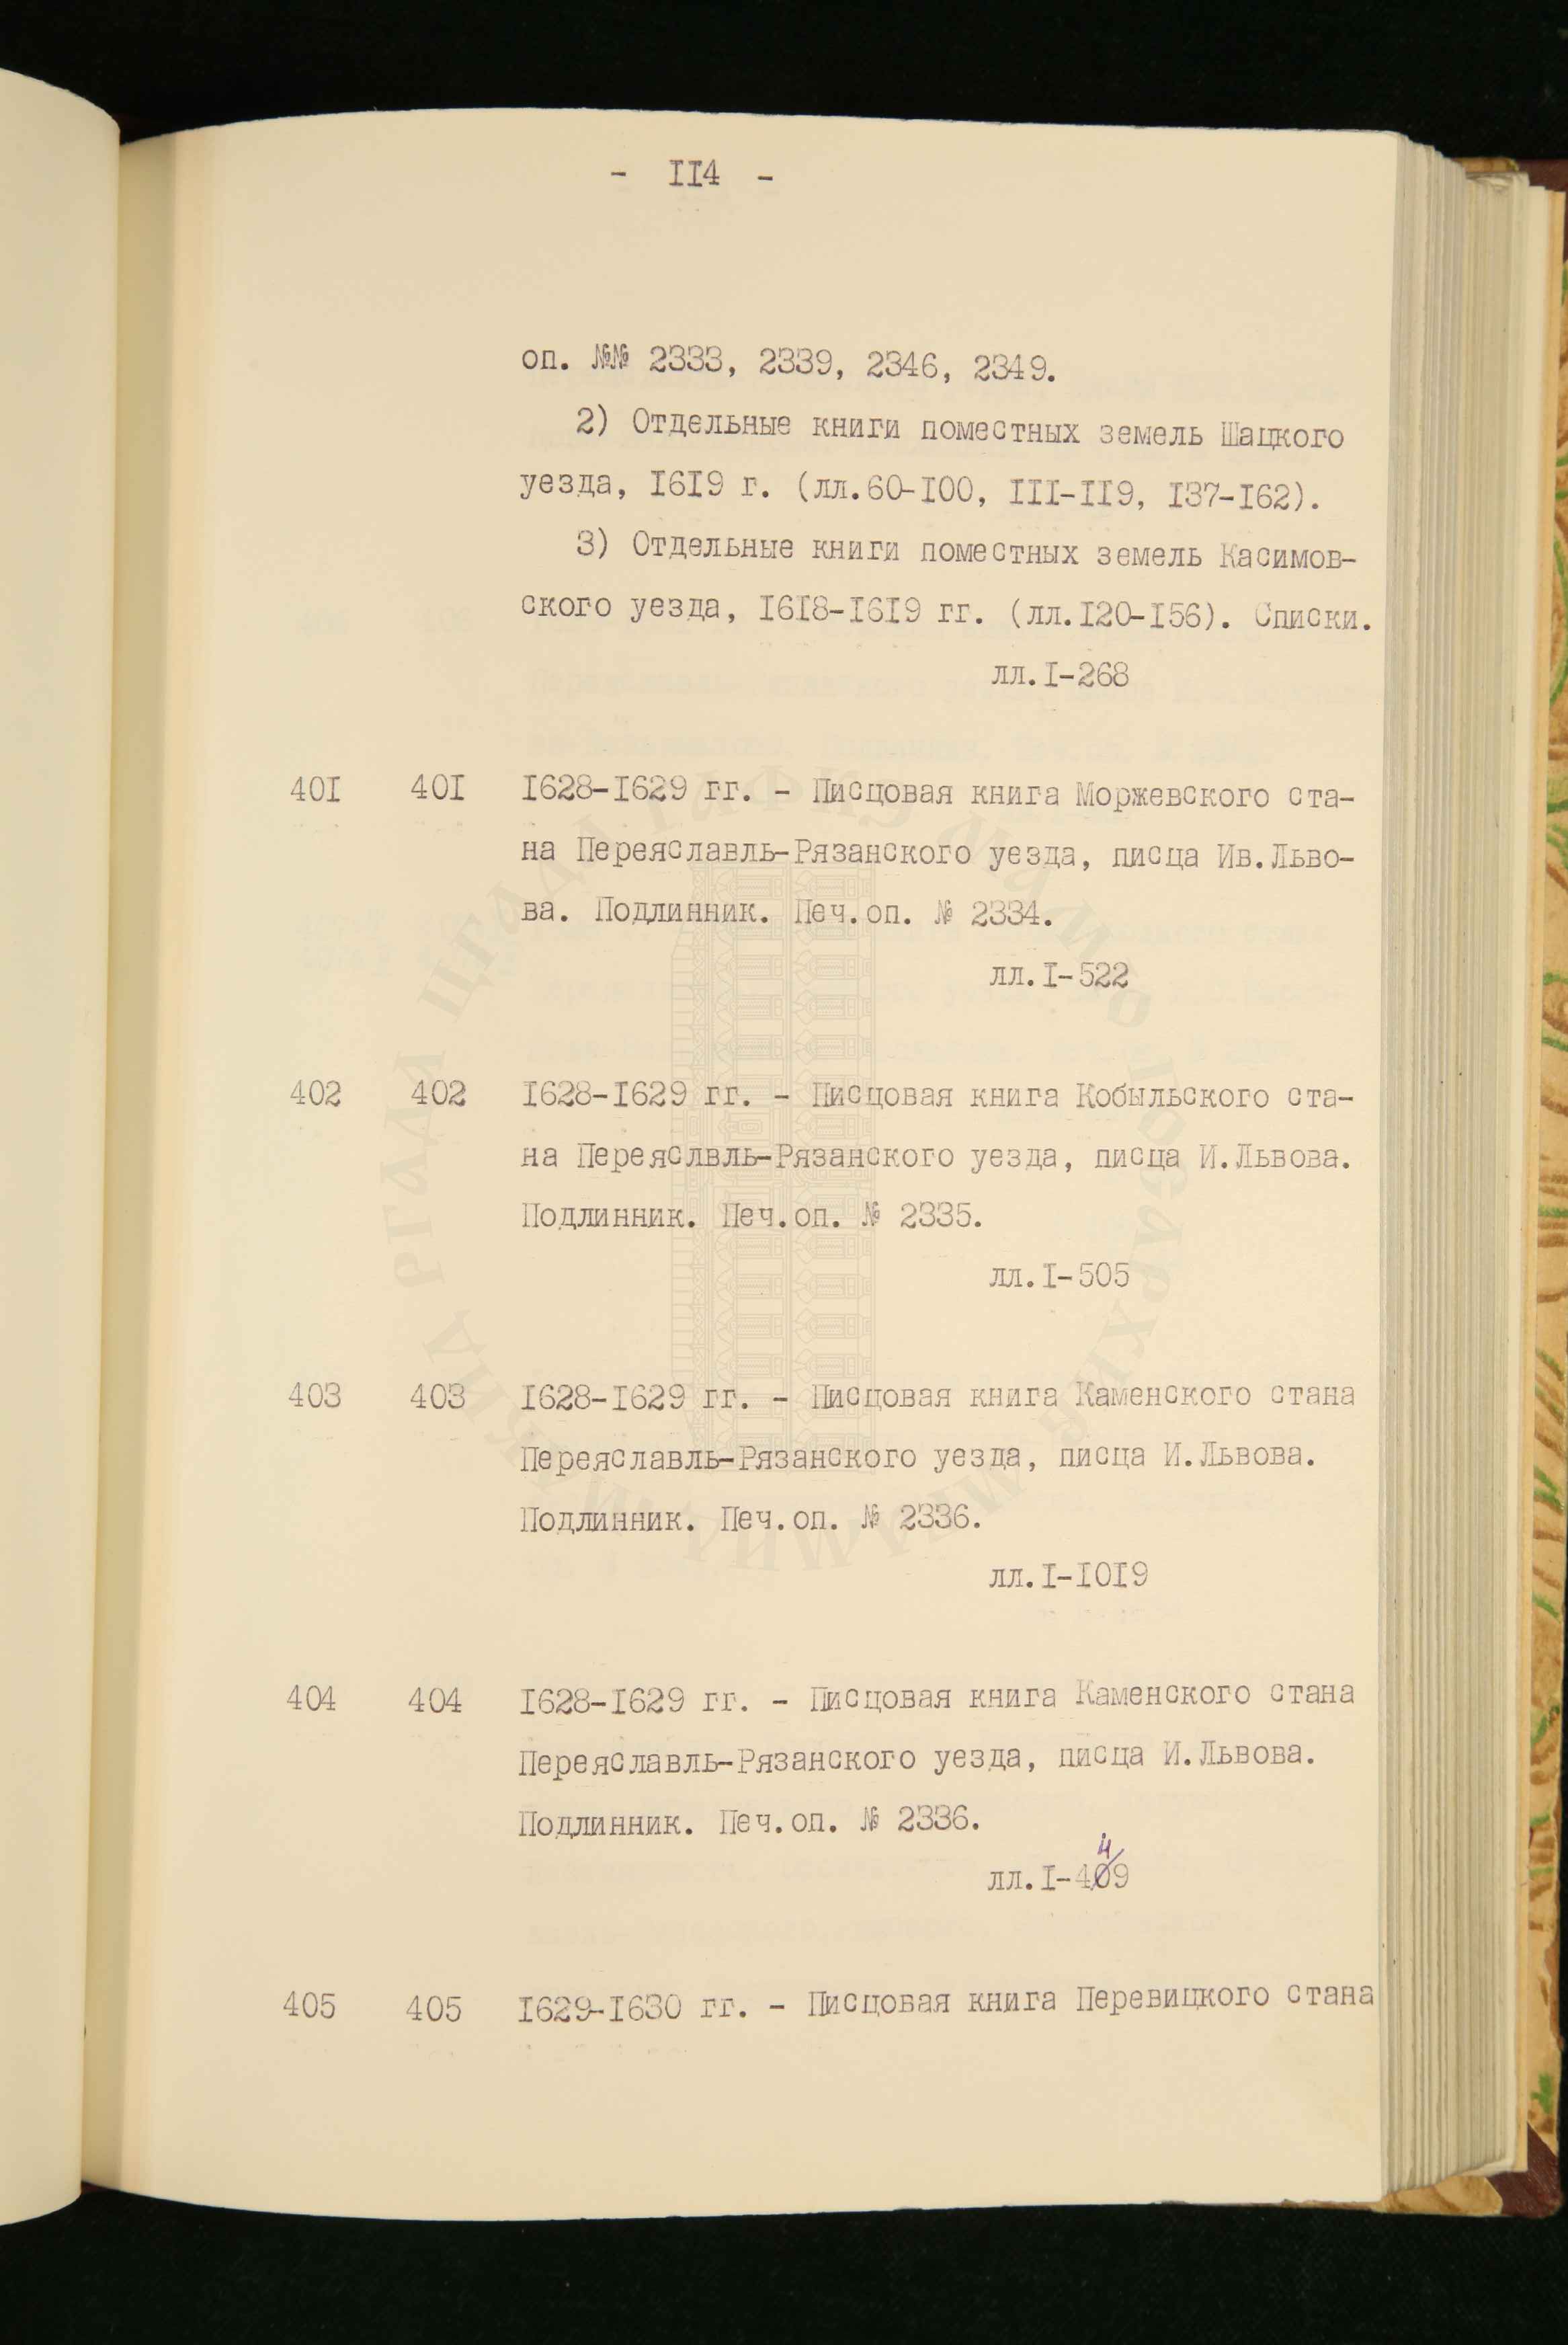 - II4 -
оп. №№ 2333, 2339, 2346, 2349.
2) Отдельные книги поместных земель Шацкого
уезда, I6I9 г. (лл.60-I00, III-II9, I37-I62).
3) Отдельные книги поместных земель Касимов-
ского уезда, I6I8-I6I9 гг. (лл.I20-I56). Списки.
лл.I-268
40I 40I I628-I629 гг. - Писцовая книга Моржевского ста-
на Переяславль-Рязанского уезда, писца Ив.Льво-
ва. Подлинник. Печ.оп. № 2334.
лл.I-522
402 402 I628-I629 гг. - Писцовая книга Кобыльского ста-
на Переяслвль-Рязанского уезда, писца И.Львова.
Подлинник. Печ.оп. № 2335.
лл.I-505
403 403 I628-I629 гг. - Писцовая книга Каменского стана
Переяславль-Рязанского уезда, писца И.Львова.
Подлинник. Печ.оп. № 2336.
лл.I-I0I9
404 404 I628-I629 гг. - Писцовая книга Каменского стана
Переяславль-Рязанского уезда, писца И.Львова.
Подлинник. Печ.оп. № 2336.
4
лл.I-409
405 405 I629-I630 гг. - Писцовая книга Перевицкого стана